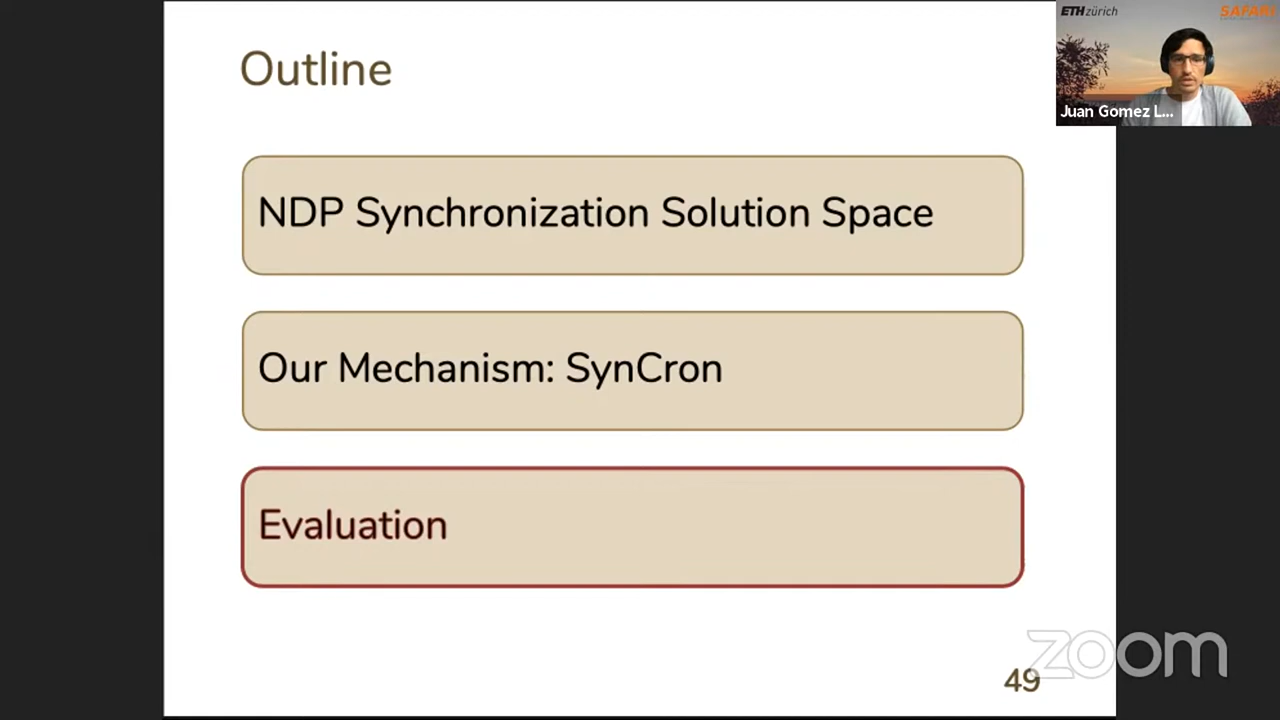 Outline
ETH zürich
SAFARI
Juan Gomez L...
NDP Synchronization Solution Space
Our Mechanism: SynCron
Evaluation
zoom
49